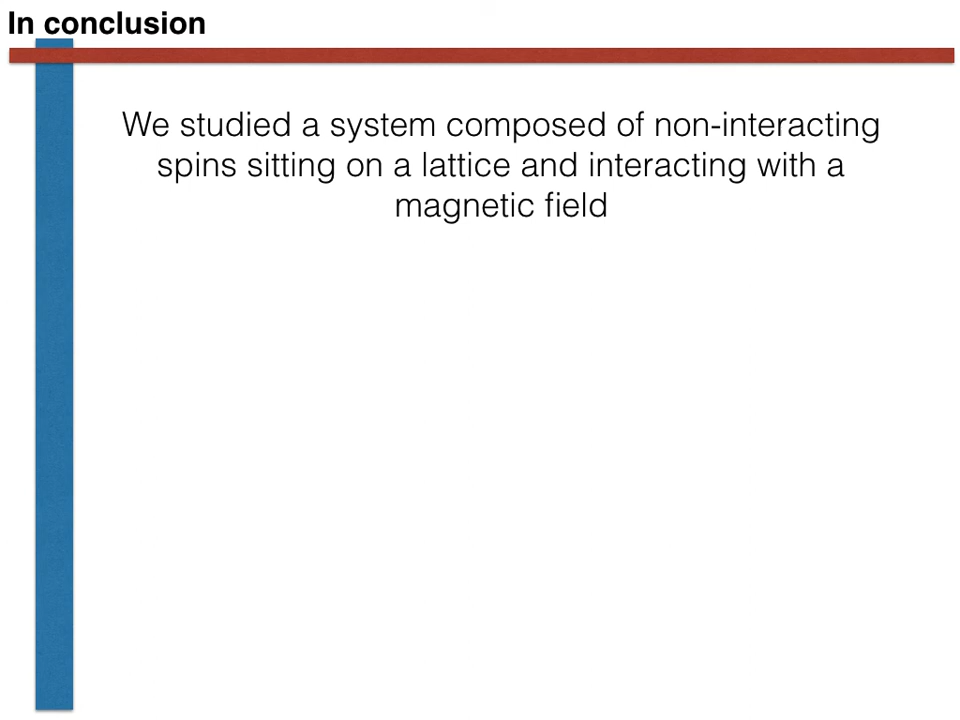 In conclusion
We studied a system composed of non-interacting
spins sitting on a lattice and interacting with a
magnetic field